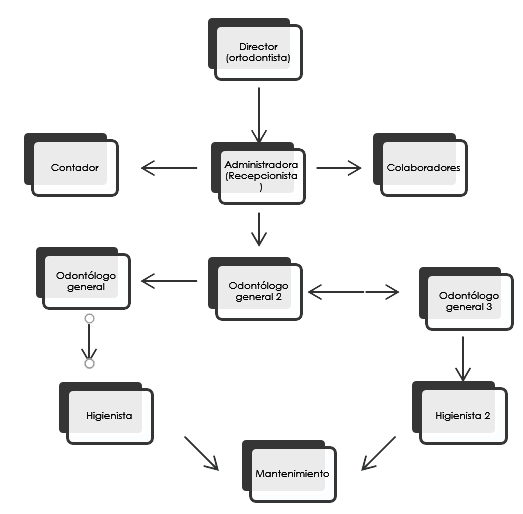 Director
(ortodontista)
Contador
Administradora
(Recepcionista
)
Colaboradores
Odontólogo
general
Odontólogo
general 2
Odontólogo
general 3
Higienista
Higienista 2
Mantenimiento